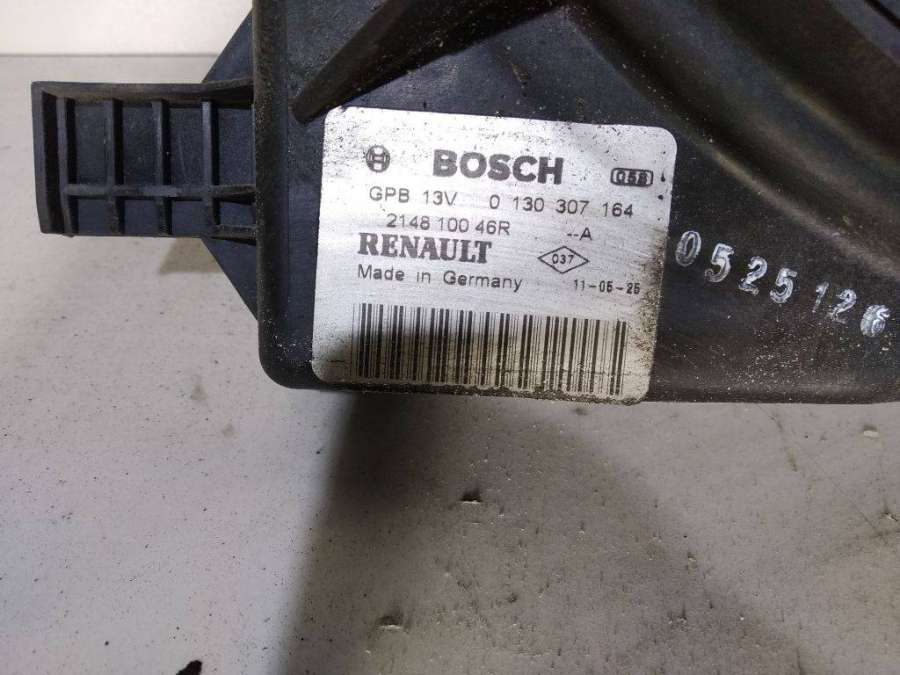 BOSCH
GPB 13V 0 130 307 164
2148 100 46R --A
RENAULT 037
Made in Germany 11-05-25
0525126